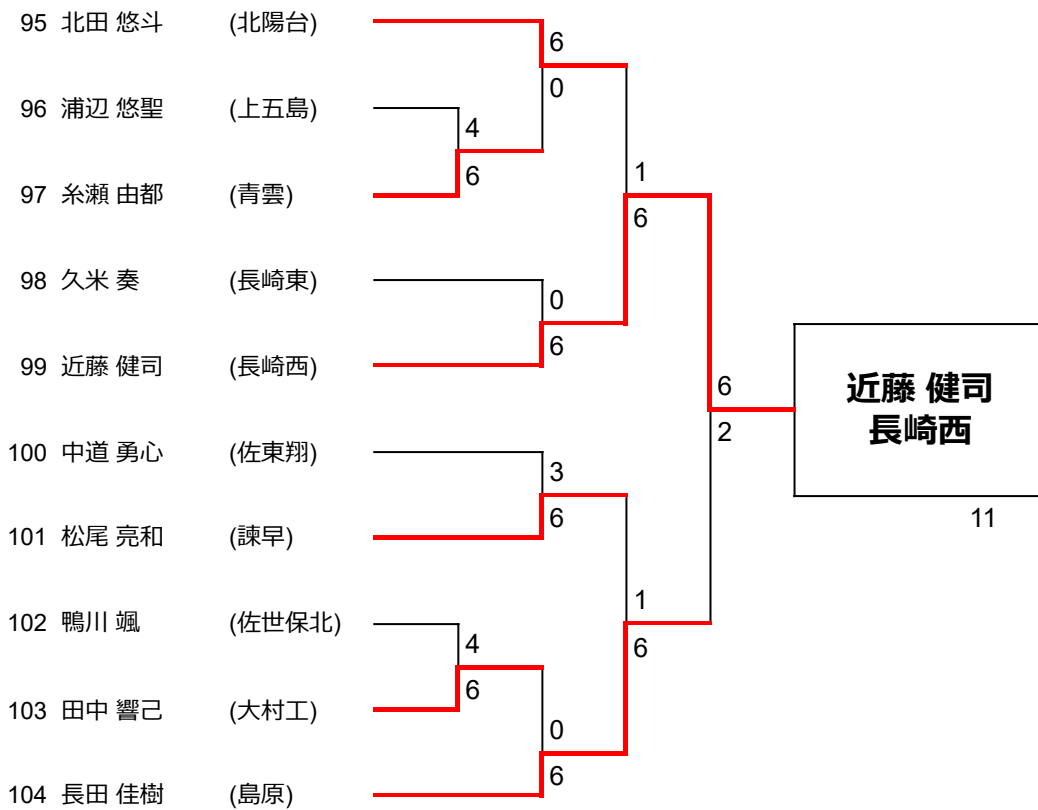 95 北田 悠斗 (北陽台)
6
0
96 浦辺 悠聖 (上五島)
4
6
97 糸瀬 由都 (青雲)
1
6
98 久米 奏 (長崎東)
0
6
99 近藤 健司 (長崎西)
6
2
近藤 健司
長崎西
11
100 中道 勇心 (佐東翔)
3
6
101 松尾 亮和 (諫早)
1
6
102 鴨川 颯 (佐世保北)
4
6
103 田中 響己 (大村工)
0
6
104 長田 佳樹 (島原)